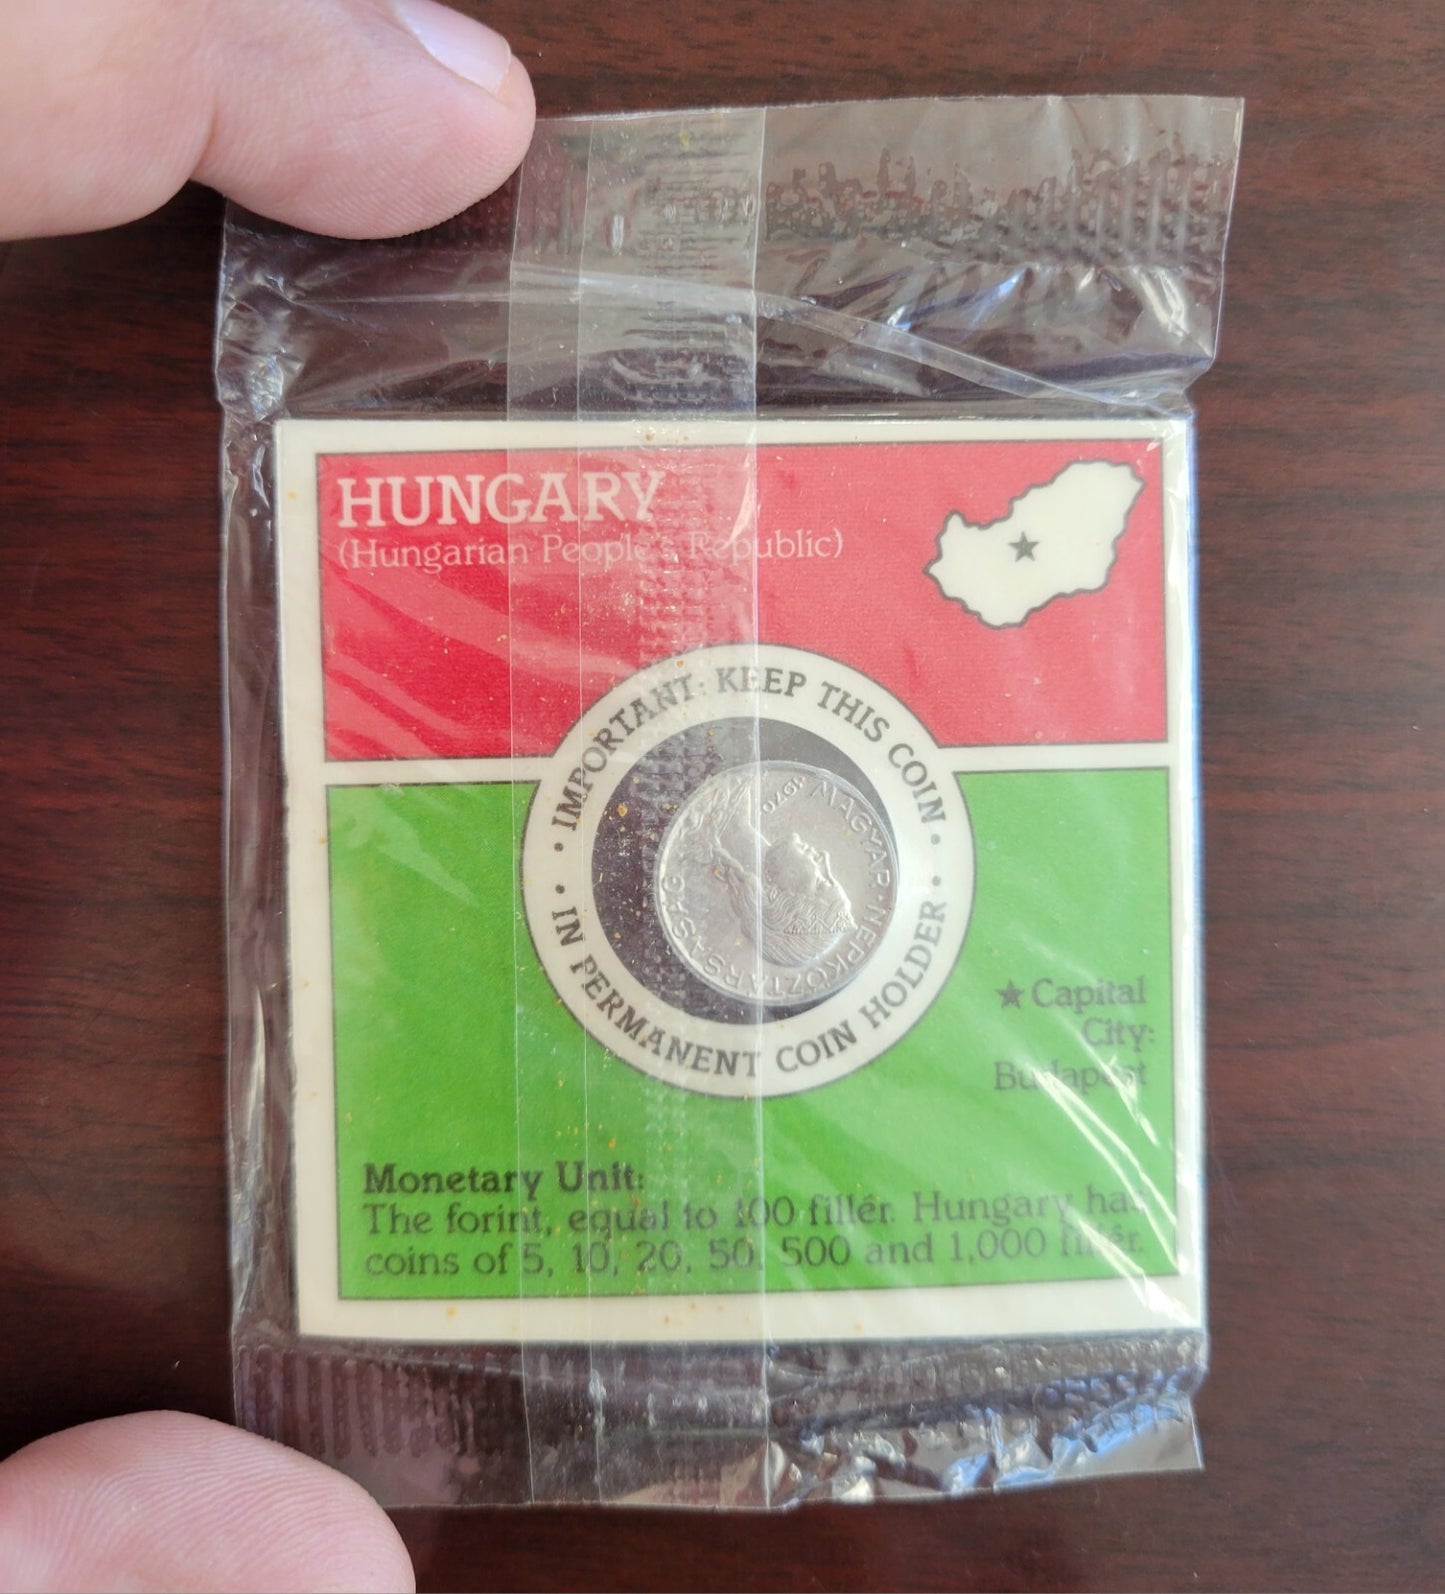 HUNGARY
(Hungarian People's Republic)
• IMPORTANT: KEEP THIS COIN •
• IN PERMANENT COIN HOLDER •
1970
MAGYAR • NÉPKÖZTÁRSASÁG
★ Capital
City:
Budapest
Monetary Unit:
The forint, equal to 100 fillér. Hungary has
coins of 5, 10, 20, 50, 500 and 1,000 fillér.